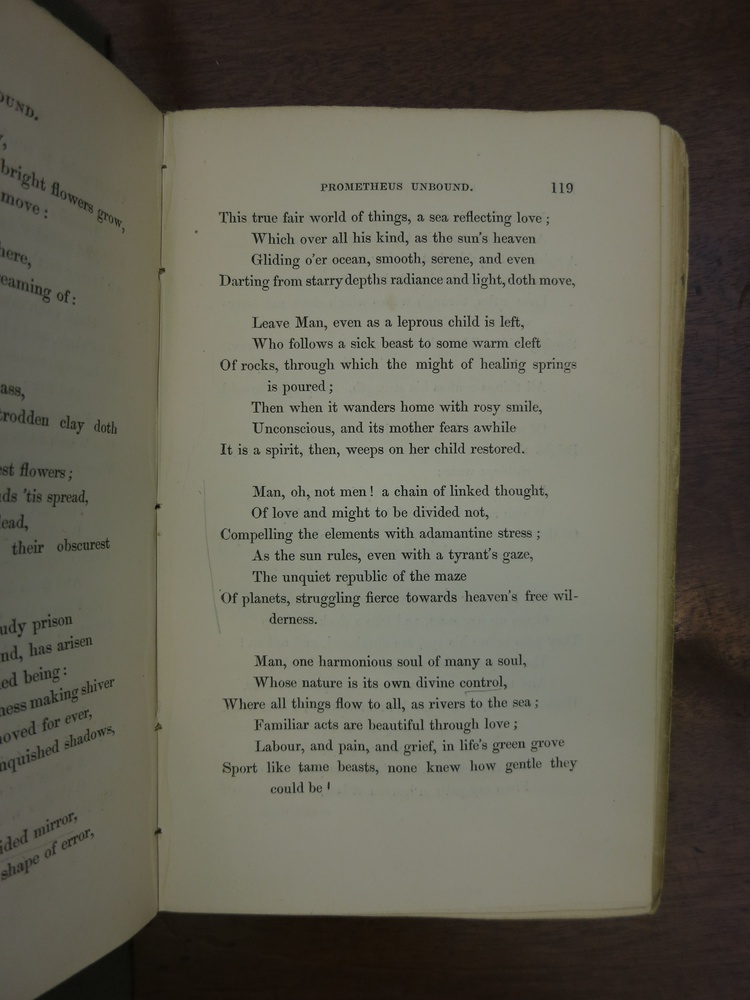 OUND.
bright flowers grow,
move:
here,
eaming of:
ass,
trodden clay doth
est flowers;
ds 'tis spread,
lead,
their obscurest
udy prison
nd, has arisen
ed being:
ness making shiver
oved for ever,
nquished shadows,
ided mirror,
shape of error,
PROMETHEUS UNBOUND. 119
This true fair world of things, a sea reflecting love;
Which over all his kind, as the sun's heaven
Gliding o'er ocean, smooth, serene, and even
Darting from starry depths radiance and light, doth move,
Leave Man, even as a leprous child is left,
Who follows a sick beast to some warm cleft
Of rocks, through which the might of healing springs
is poured;
Then when it wanders home with rosy smile,
Unconscious, and its mother fears awhile
It is a spirit, then, weeps on her child restored.
Man, oh, not men! a chain of linked thought,
Of love and might to be divided not,
Compelling the elements with adamantine stress;
As the sun rules, even with a tyrant's gaze,
The unquiet republic of the maze
Of planets, struggling fierce towards heaven's free wil-
derness.
Man, one harmonious soul of many a soul,
Whose nature is its own divine control,
Where all things flow to all, as rivers to the sea;
Familiar acts are beautiful through love;
Labour, and pain, and grief, in life's green grove
Sport like tame beasts, none knew how gentle they
could be!